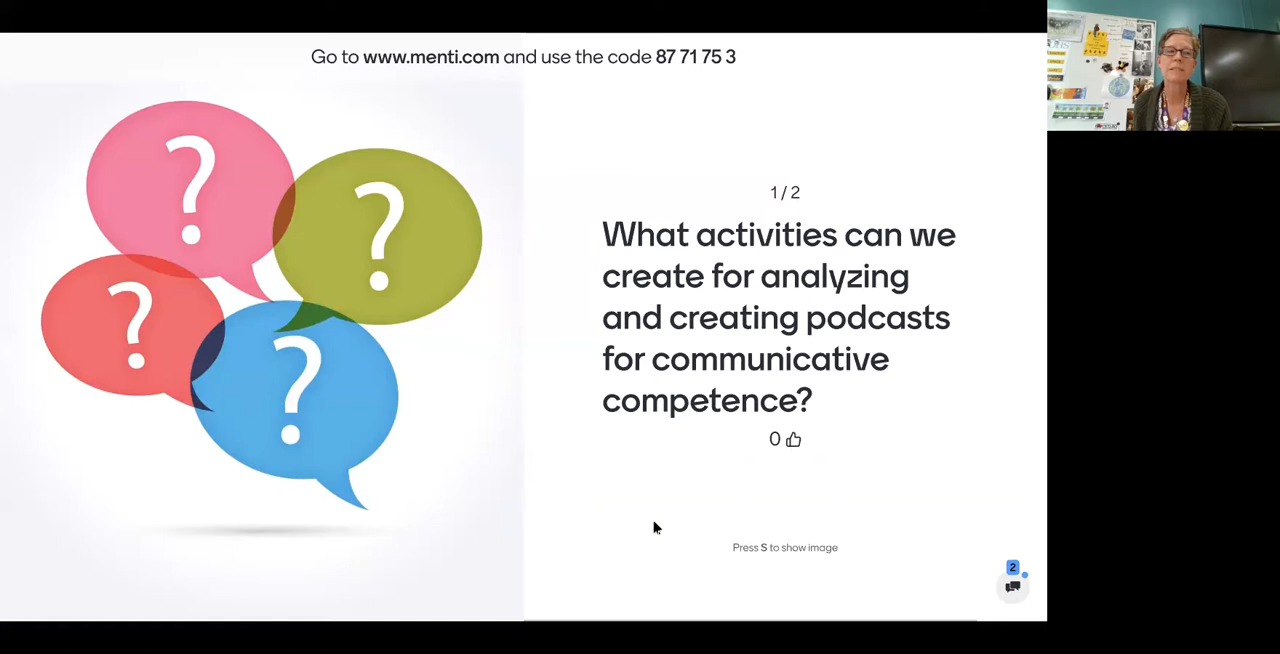 Go to www.menti.com and use the code 87 71 75 3
? ?
? ?
1 / 2
What activities can we
create for analyzing
and creating podcasts
for communicative
competence?
0
Press S to show image
2